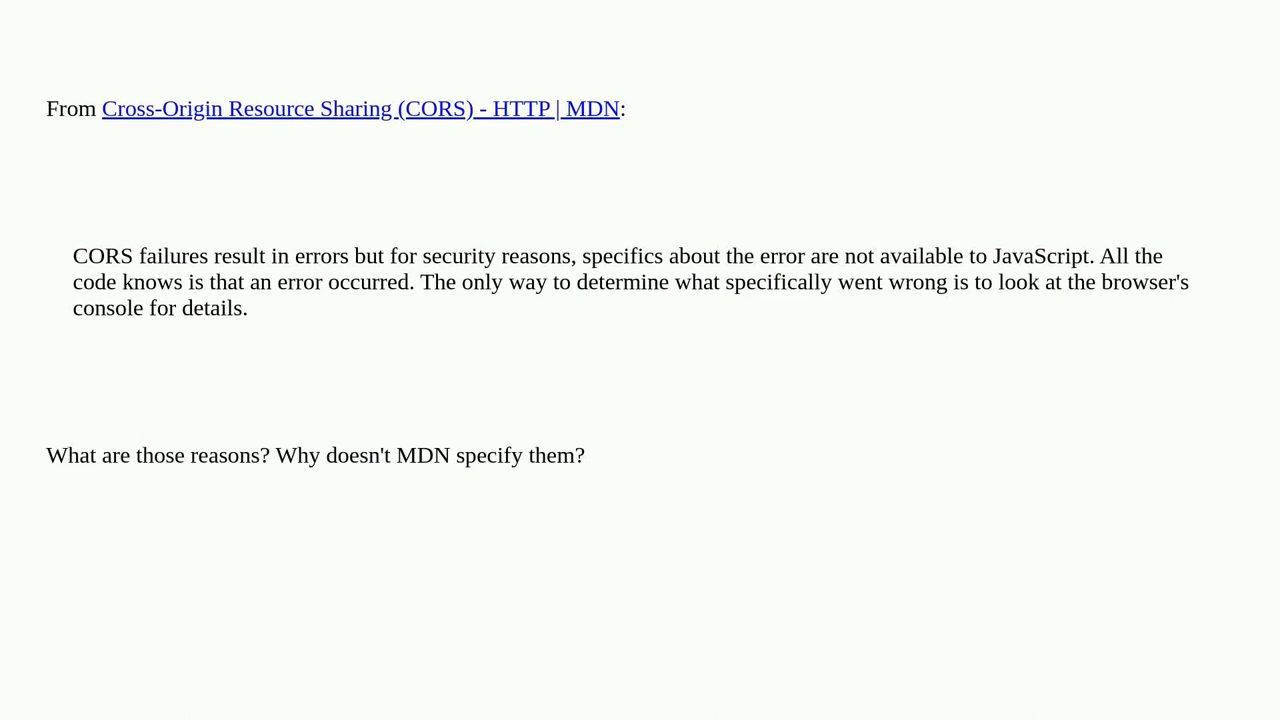 From Cross-Origin Resource Sharing (CORS) - HTTP | MDN:
CORS failures result in errors but for security reasons, specifics about the error are not available to JavaScript. All the
code knows is that an error occurred. The only way to determine what specifically went wrong is to look at the browser's
console for details.
What are those reasons? Why doesn't MDN specify them?